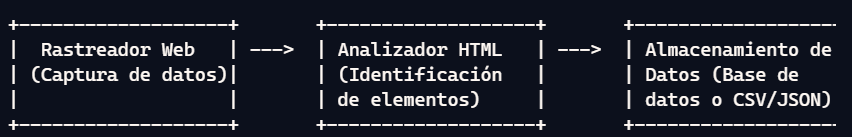 +-------------------+       +-------------------+       +------------------
|  Rastreador Web   | --->  | Analizador HTML   | --->  | Almacenamiento de
| (Captura de datos)|       | (Identificación   |       | Datos (Base de
|                   |       | de elementos)     |       | datos o CSV/JSON)
+-------------------+       +-------------------+       +------------------